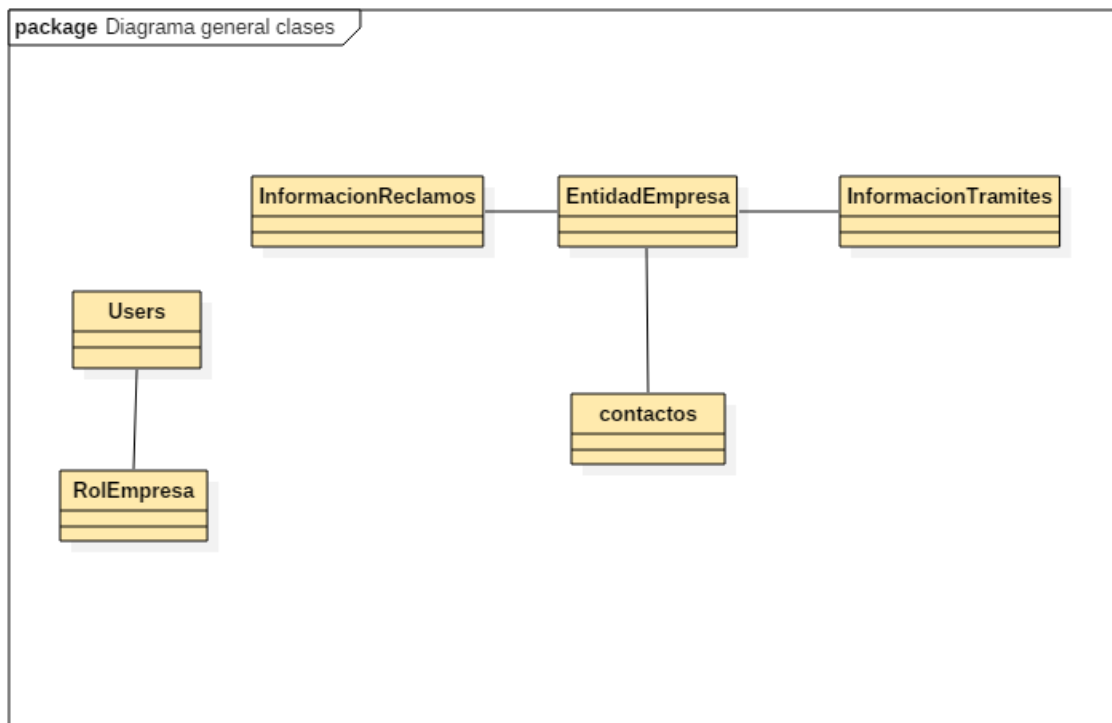 package Diagrama general clases
InformacionReclamos
EntidadEmpresa
InformacionTramites
Users
contactos
RolEmpresa